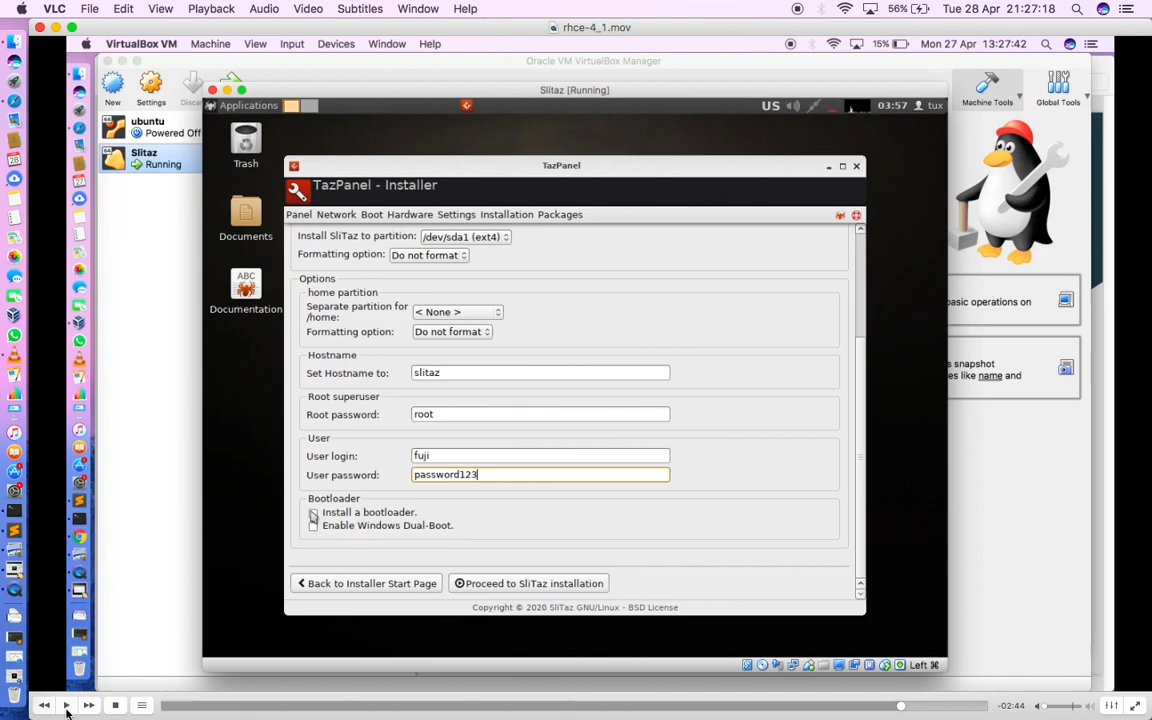 VLC File Edit View Playback Audio Video Subtitles Window Help 56% Tue 28 Apr 21:27:18
rhce-4_1.mov
VirtualBox VM Machine View Input Devices Window Help 15% Mon 27 Apr 13:27:42
Oracle VM VirtualBox Manager
New Settings Machine Tools Global Tools
Slitaz [Running]
ubuntu
Powered Off
Slitaz
Running
Applications US 03:57 tux
Trash
Documents
ABC
Documentation
TazPanel
TazPanel - Installer
Panel Network Boot Hardware Settings Installation Packages
Install SliTaz to partition: /dev/sda1 (ext4)
Formatting option: Do not format
Options
home partition
Separate partition for /home: < None >
Formatting option: Do not format
Hostname
Set Hostname to: slitaz
Root superuser
Root password: root
User
User login: fuji
User password: password123
Bootloader
Install a bootloader.
Enable Windows Dual-Boot.
Back to Installer Start Page Proceed to SliTaz installation
Copyright © 2020 SliTaz GNU/Linux - BSD License
basic operations on
s snapshot
es like name and
Left ⌘
-02:44